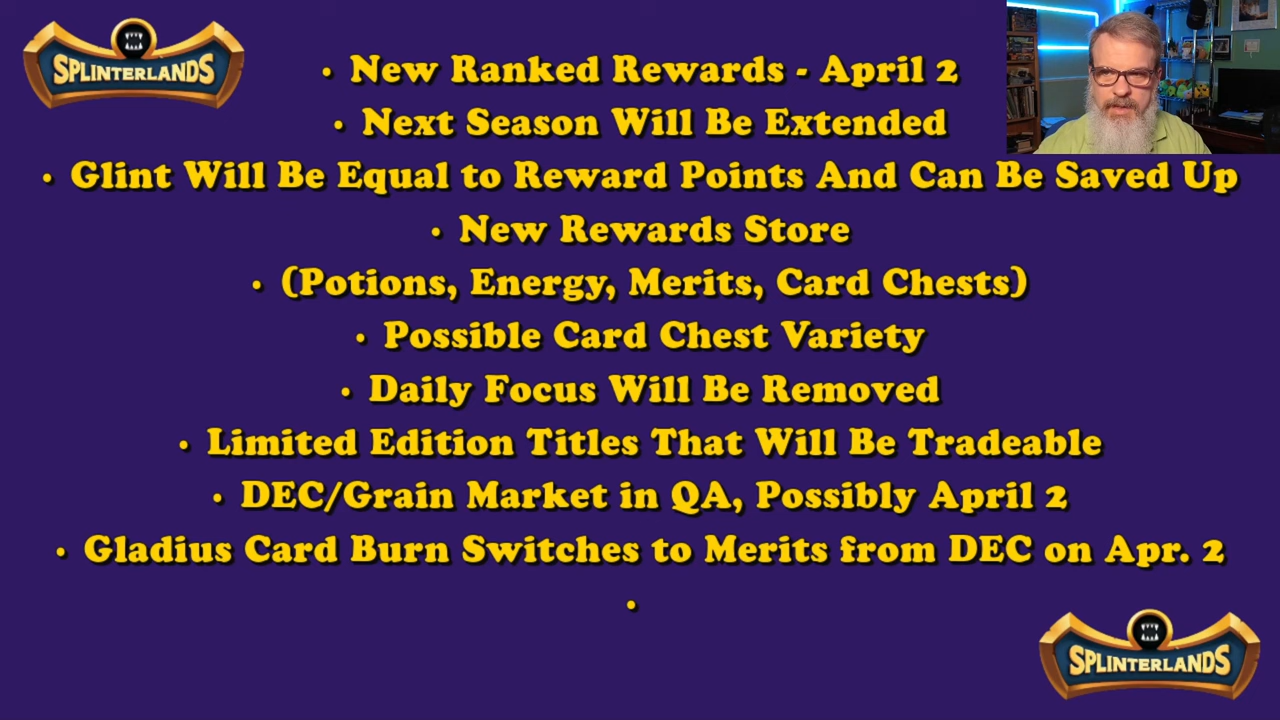 SPLINTERLANDS
• New Ranked Rewards - April 2
• Next Season Will Be Extended
• Glint Will Be Equal to Reward Points And Can Be Saved Up
• New Rewards Store
• (Potions, Energy, Merits, Card Chests)
• Possible Card Chest Variety
• Daily Focus Will Be Removed
• Limited Edition Titles That Will Be Tradeable
• DEC/Grain Market in QA, Possibly April 2
• Gladius Card Burn Switches to Merits from DEC on Apr. 2
•
SPLINTERLANDS